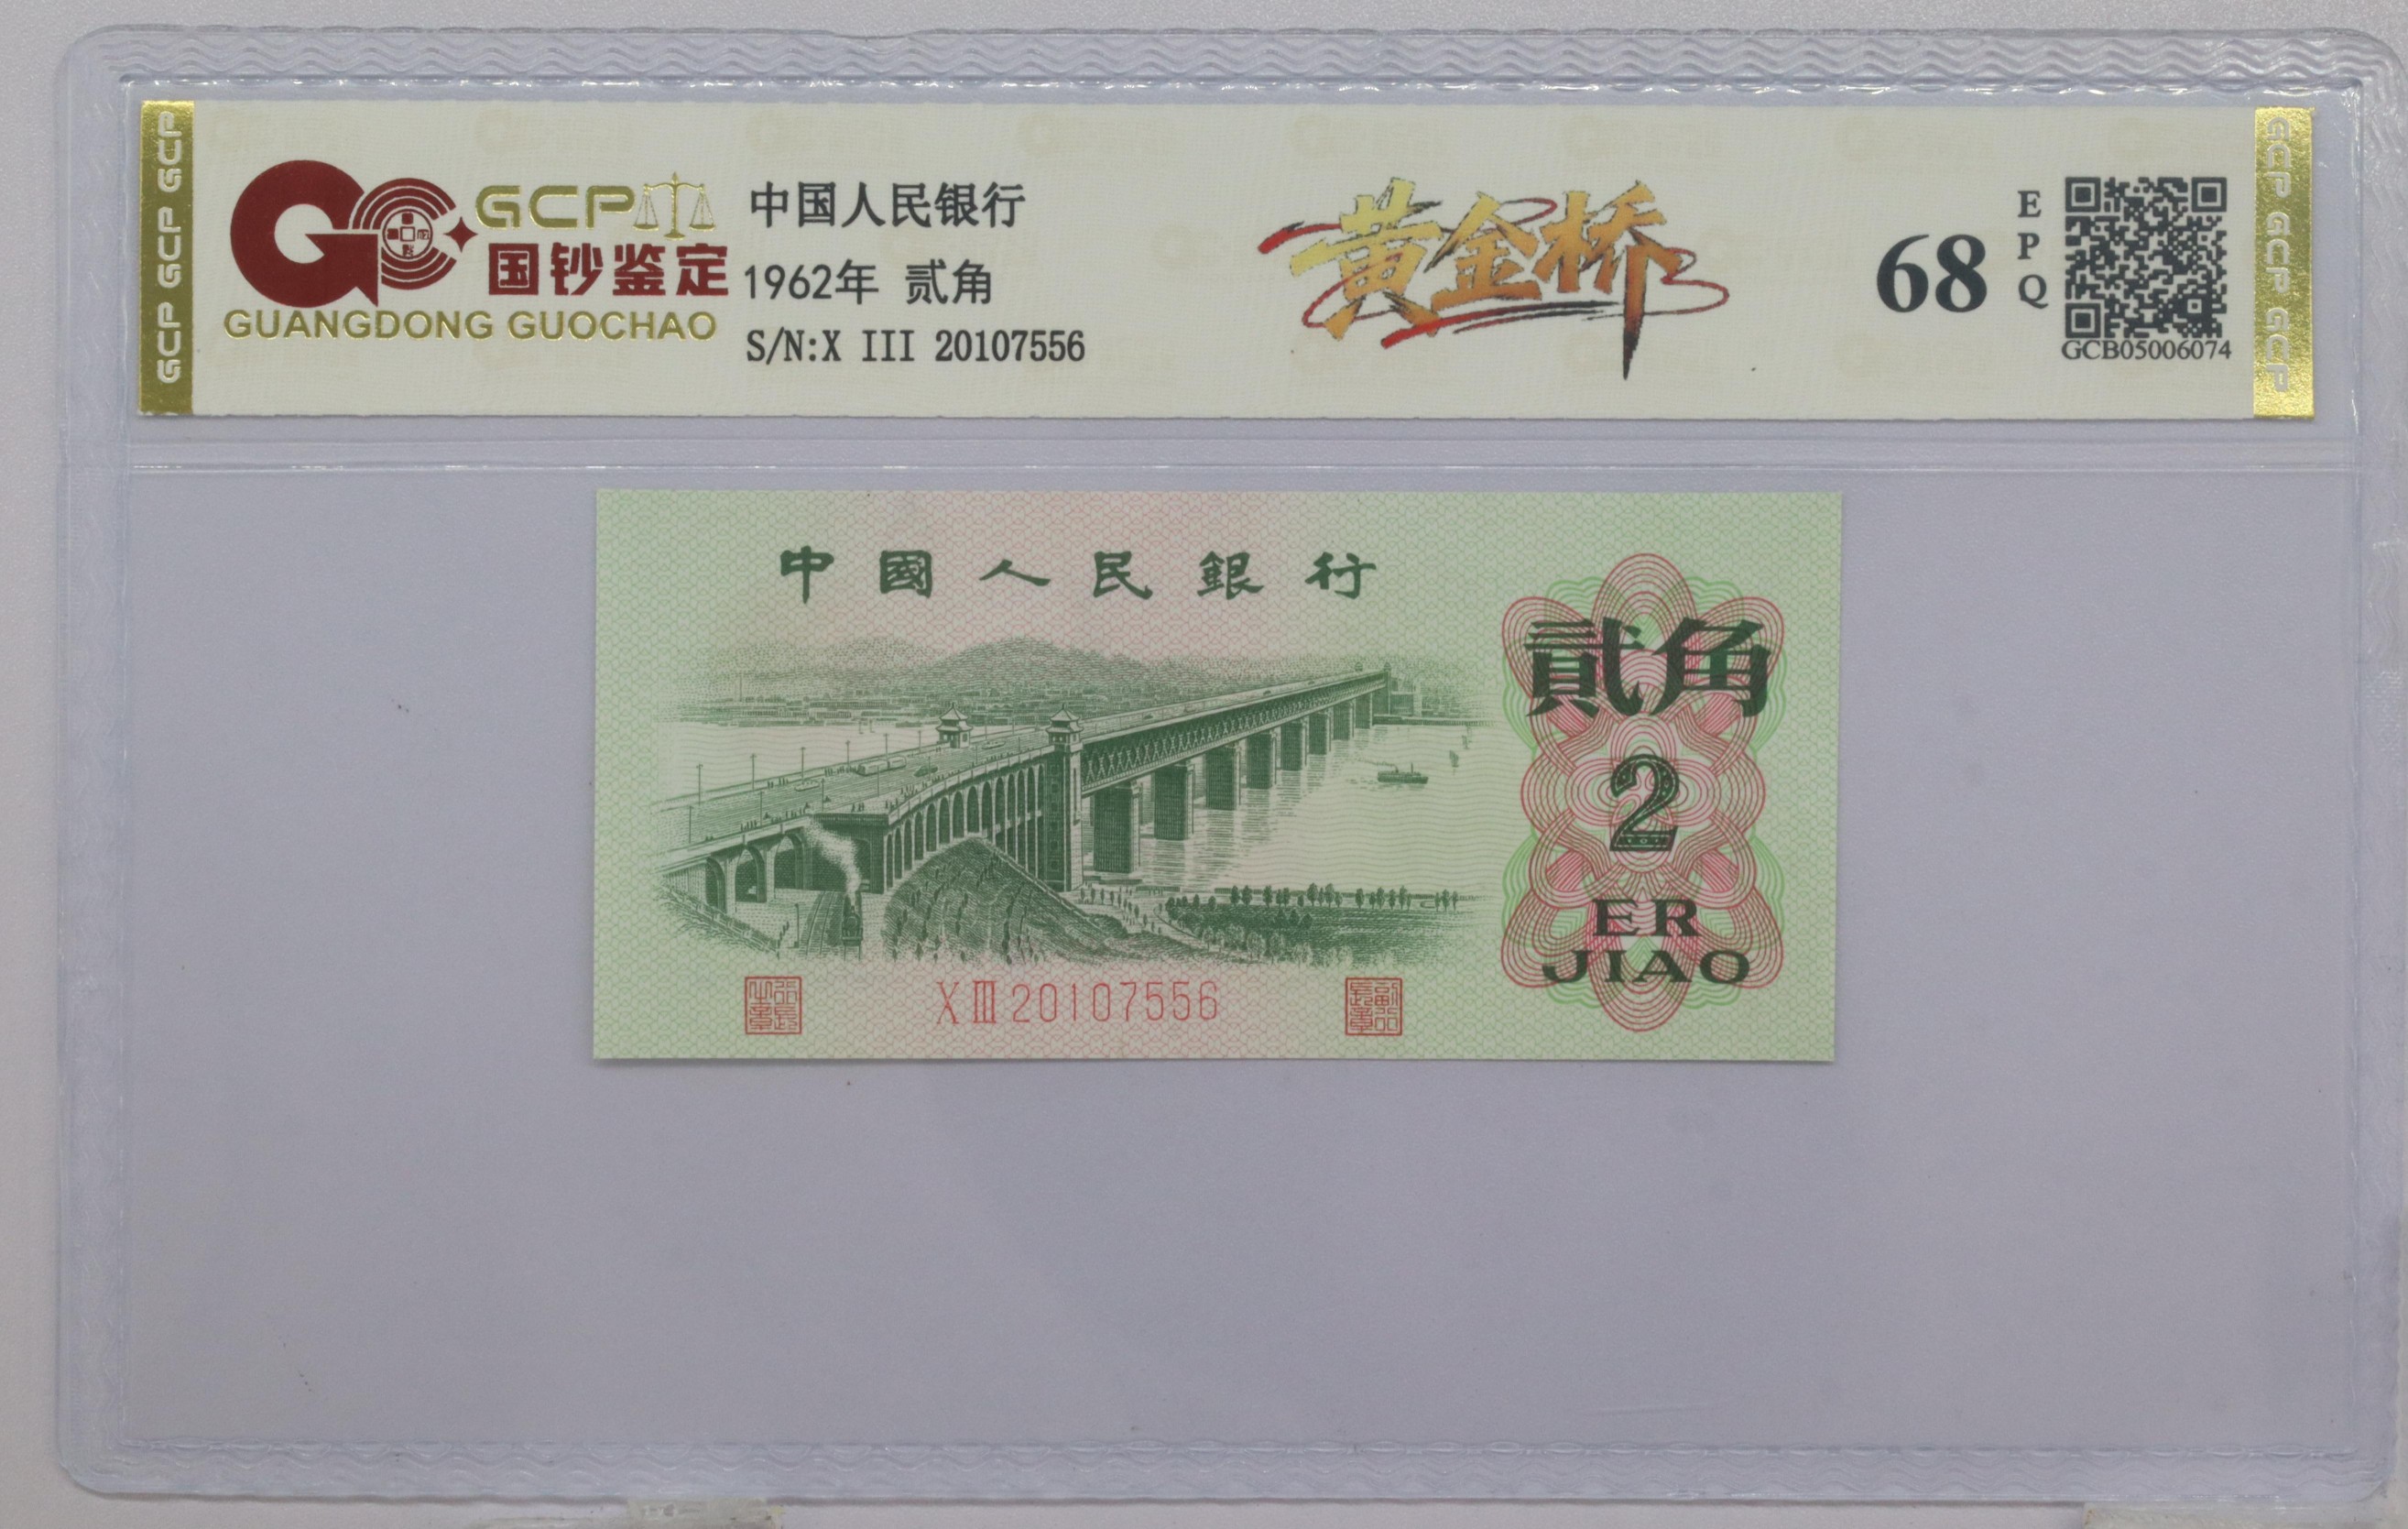 GCP GCP GCP
GCP
国钞鉴定
GUANGDONG GUOCHAO
中国人民银行
1962年 贰角
S/N:X III 20107556
黄金桥
68
EPQ
GCB05006074
GCP GCP GCP
中國人民銀行
貳角
2
ER
JIAO
X III 20107556